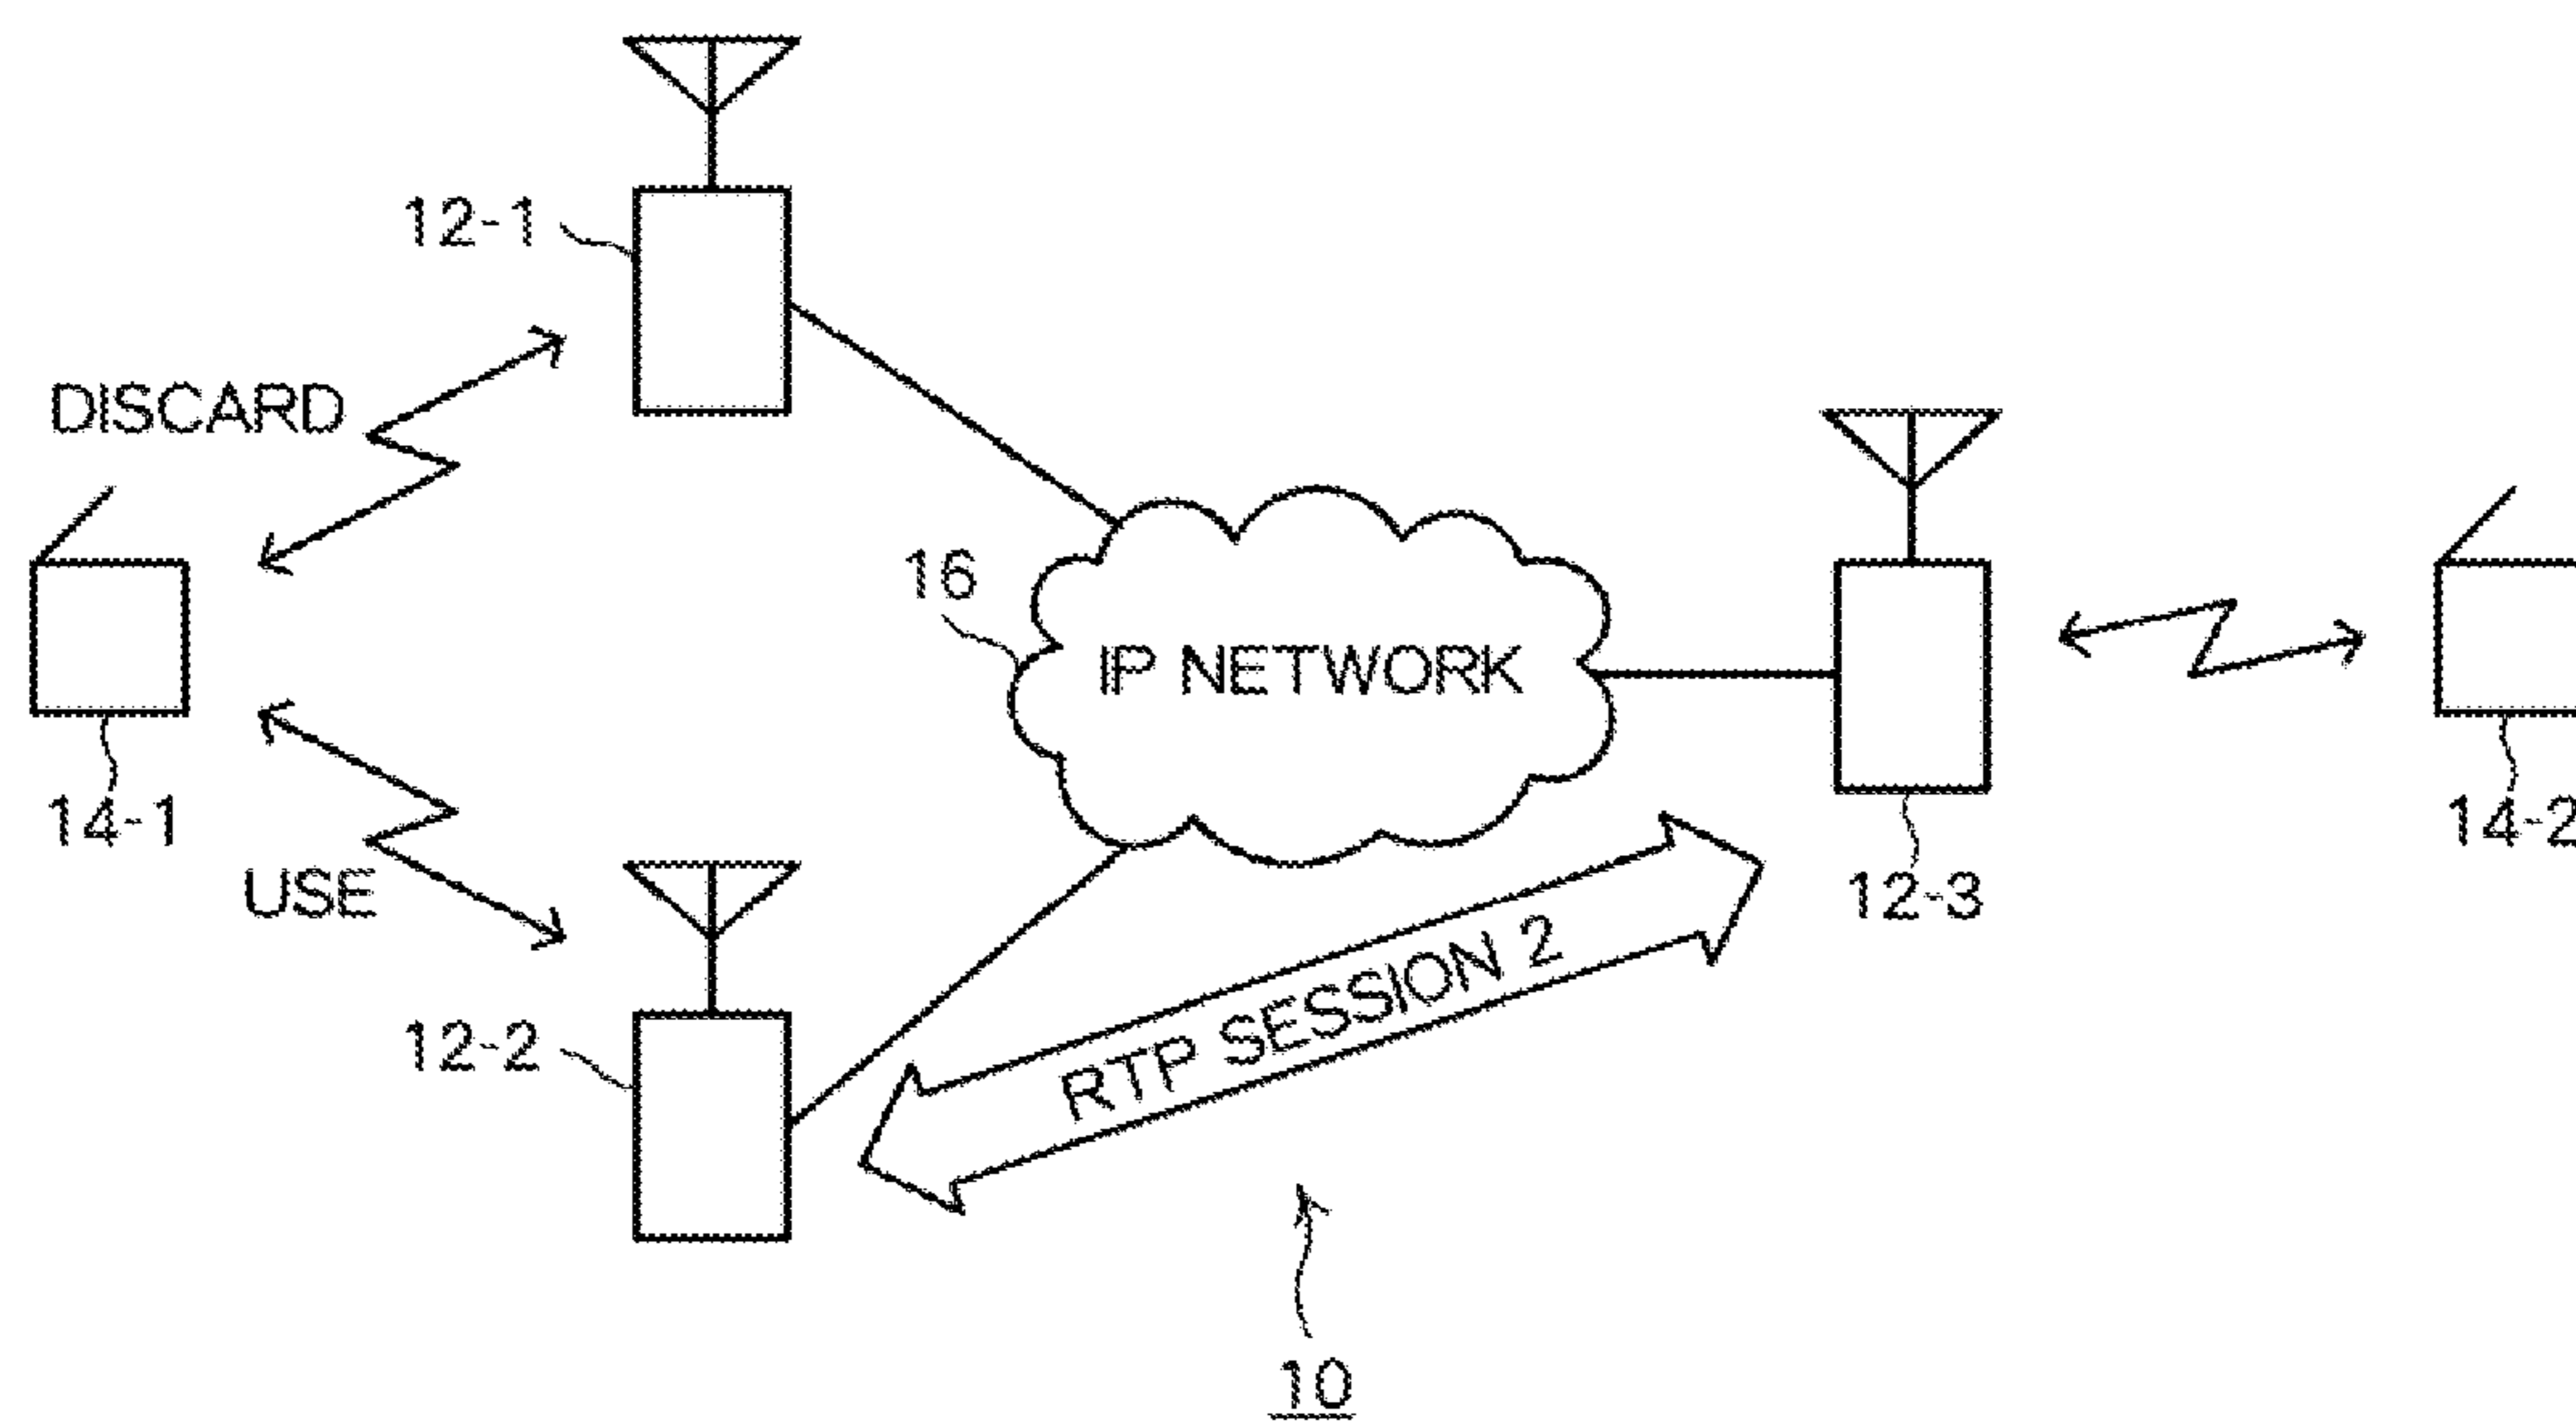 12-1
DISCARD
16
IP NETWORK
14-1
14-2
USE
12-3
RTP SESSION 2
12-2
10